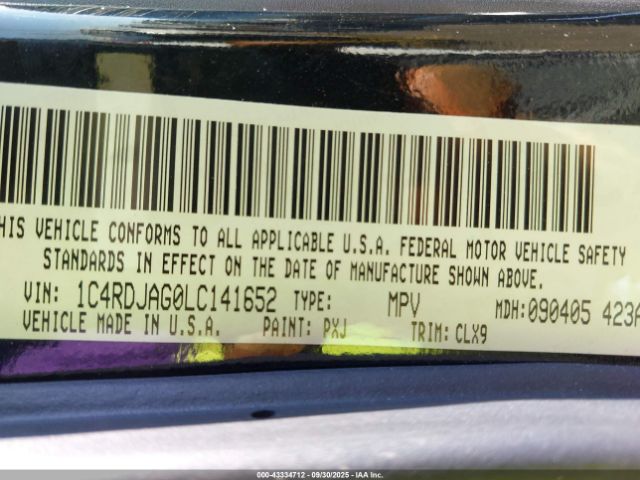 THIS VEHICLE CONFORMS TO ALL APPLICABLE U.S.A. FEDERAL MOTOR VEHICLE SAFETY
STANDARDS IN EFFECT ON THE DATE OF MANUFACTURE SHOWN ABOVE.
VIN: 1C4RDJAG0LC141652 TYPE: MPV MDH:090405 423A
VEHICLE MADE IN U.S.A. PAINT: PXJ TRIM: CLX9
000-43334712 - 09/30/2025 - IAA Inc.